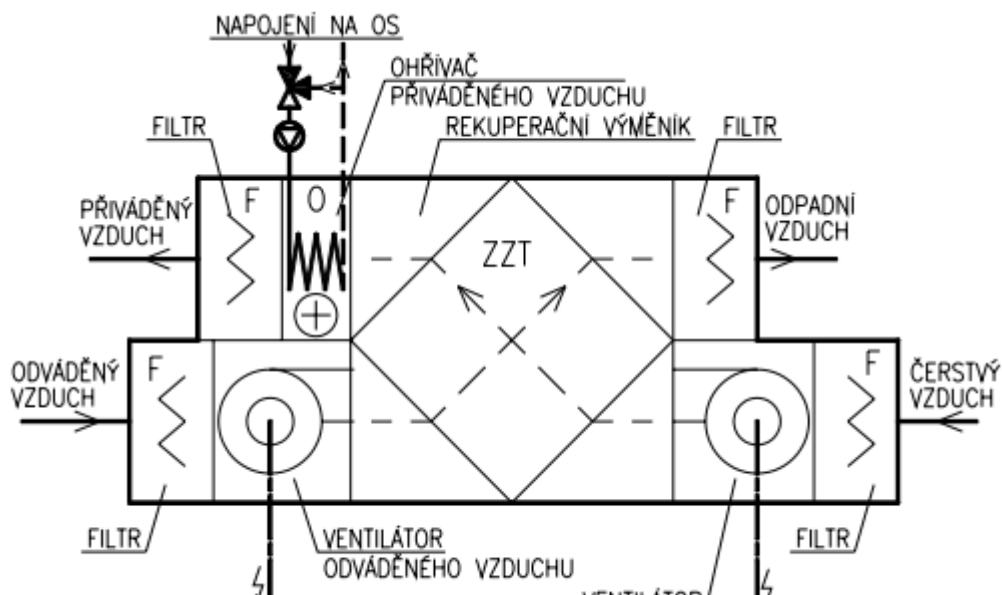 NAPOJENÍ NA OS
OHŘÍVAČ
PŘIVÁDĚNÉHO VZDUCHU
FILTR
REKUPERAČNÍ VÝMĚNÍK
FILTR
F
O
F
PŘIVÁDĚNÝ
VZDUCH
ODPADNÍ
VZDUCH
ZZT
ODVÁDĚNÝ
VZDUCH
F
F
ČERSTVÝ
VZDUCH
FILTR
VENTILÁTOR
ODVÁDĚNÉHO VZDUCHU
FILTR
VENTILÁTOR